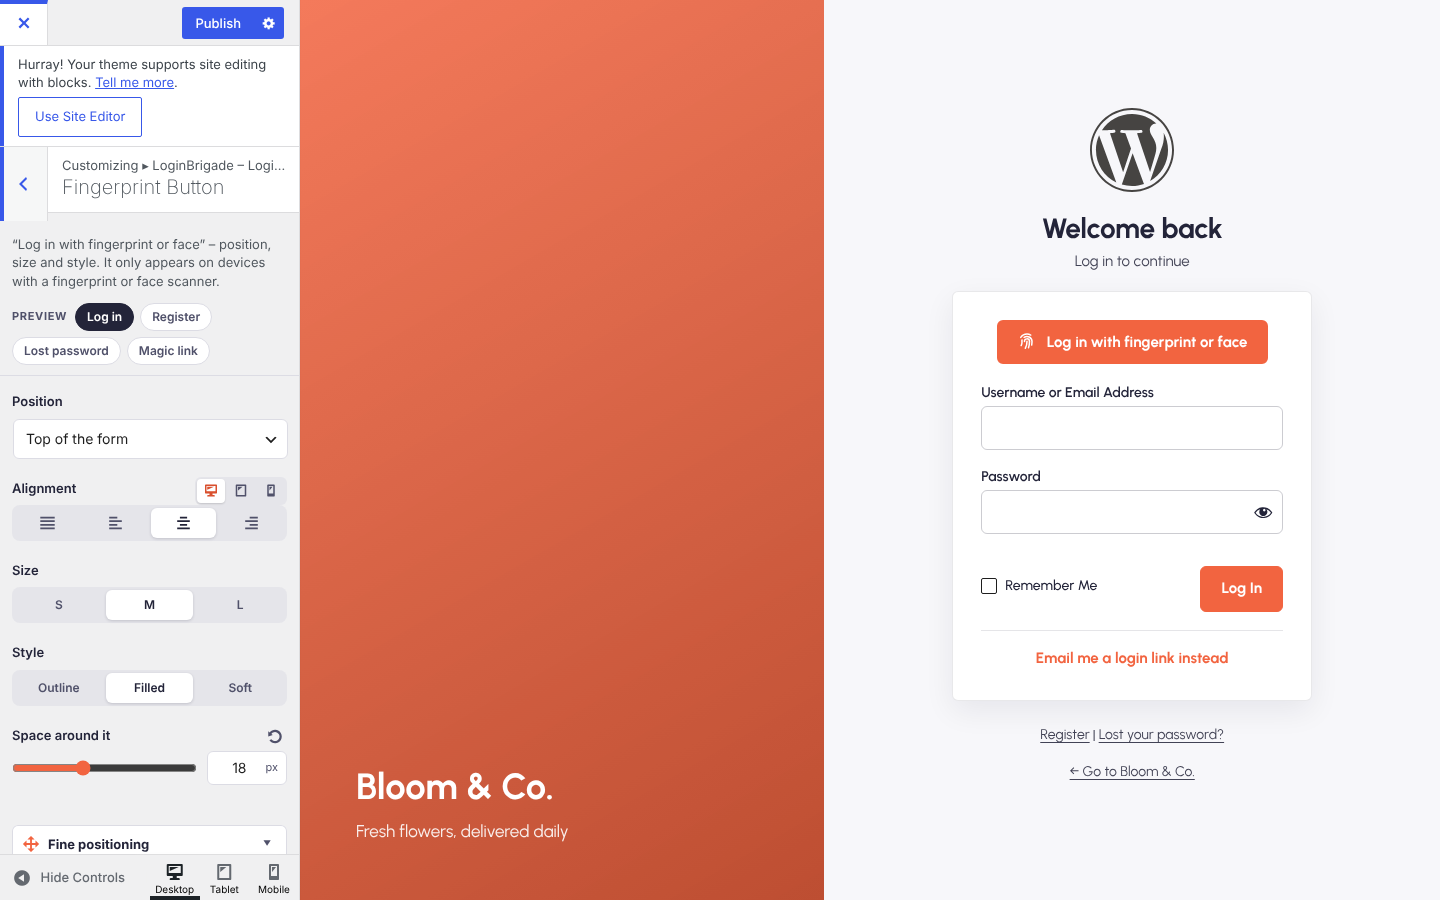 Publish
Hurray! Your theme supports site editing
with blocks. Tell me more.
Use Site Editor
Customizing ▸ LoginBrigade – Logi...
Fingerprint Button
“Log in with fingerprint or face” – position,
size and style. It only appears on devices
with a fingerprint or face scanner.
PREVIEW Log in Register
Lost password Magic link
Position
Top of the form
Alignment
Size
S M L
Style
Outline Filled Soft
Space around it
18 px
Fine positioning
Hide Controls
Desktop Tablet Mobile
Bloom & Co.
Fresh flowers, delivered daily
Welcome back
Log in to continue
Log in with fingerprint or face
Username or Email Address
Password
Remember Me
Log In
Email me a login link instead
Register | Lost your password?
← Go to Bloom & Co.